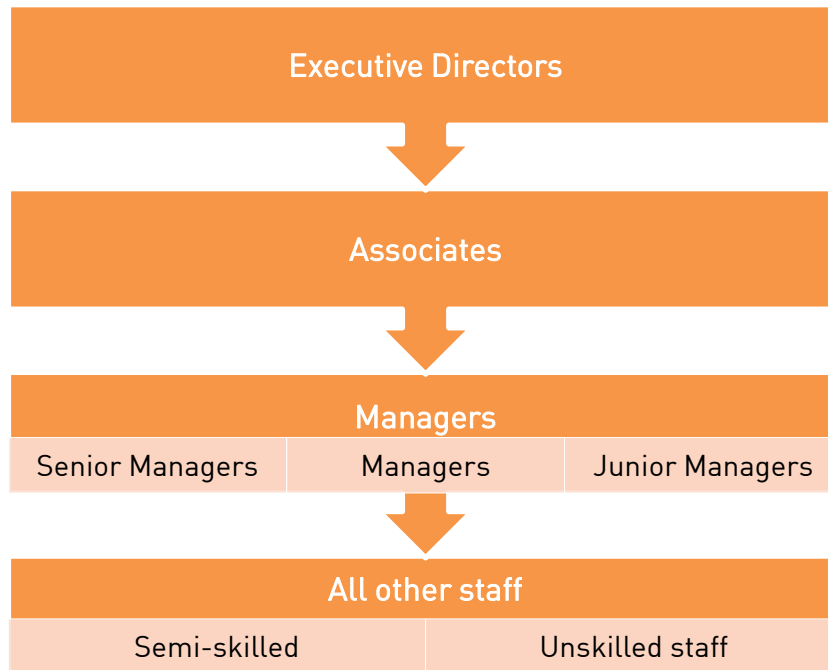 Executive Directors
Associates
Managers
Senior Managers Managers Junior Managers
All other staff
Semi-skilled Unskilled staff